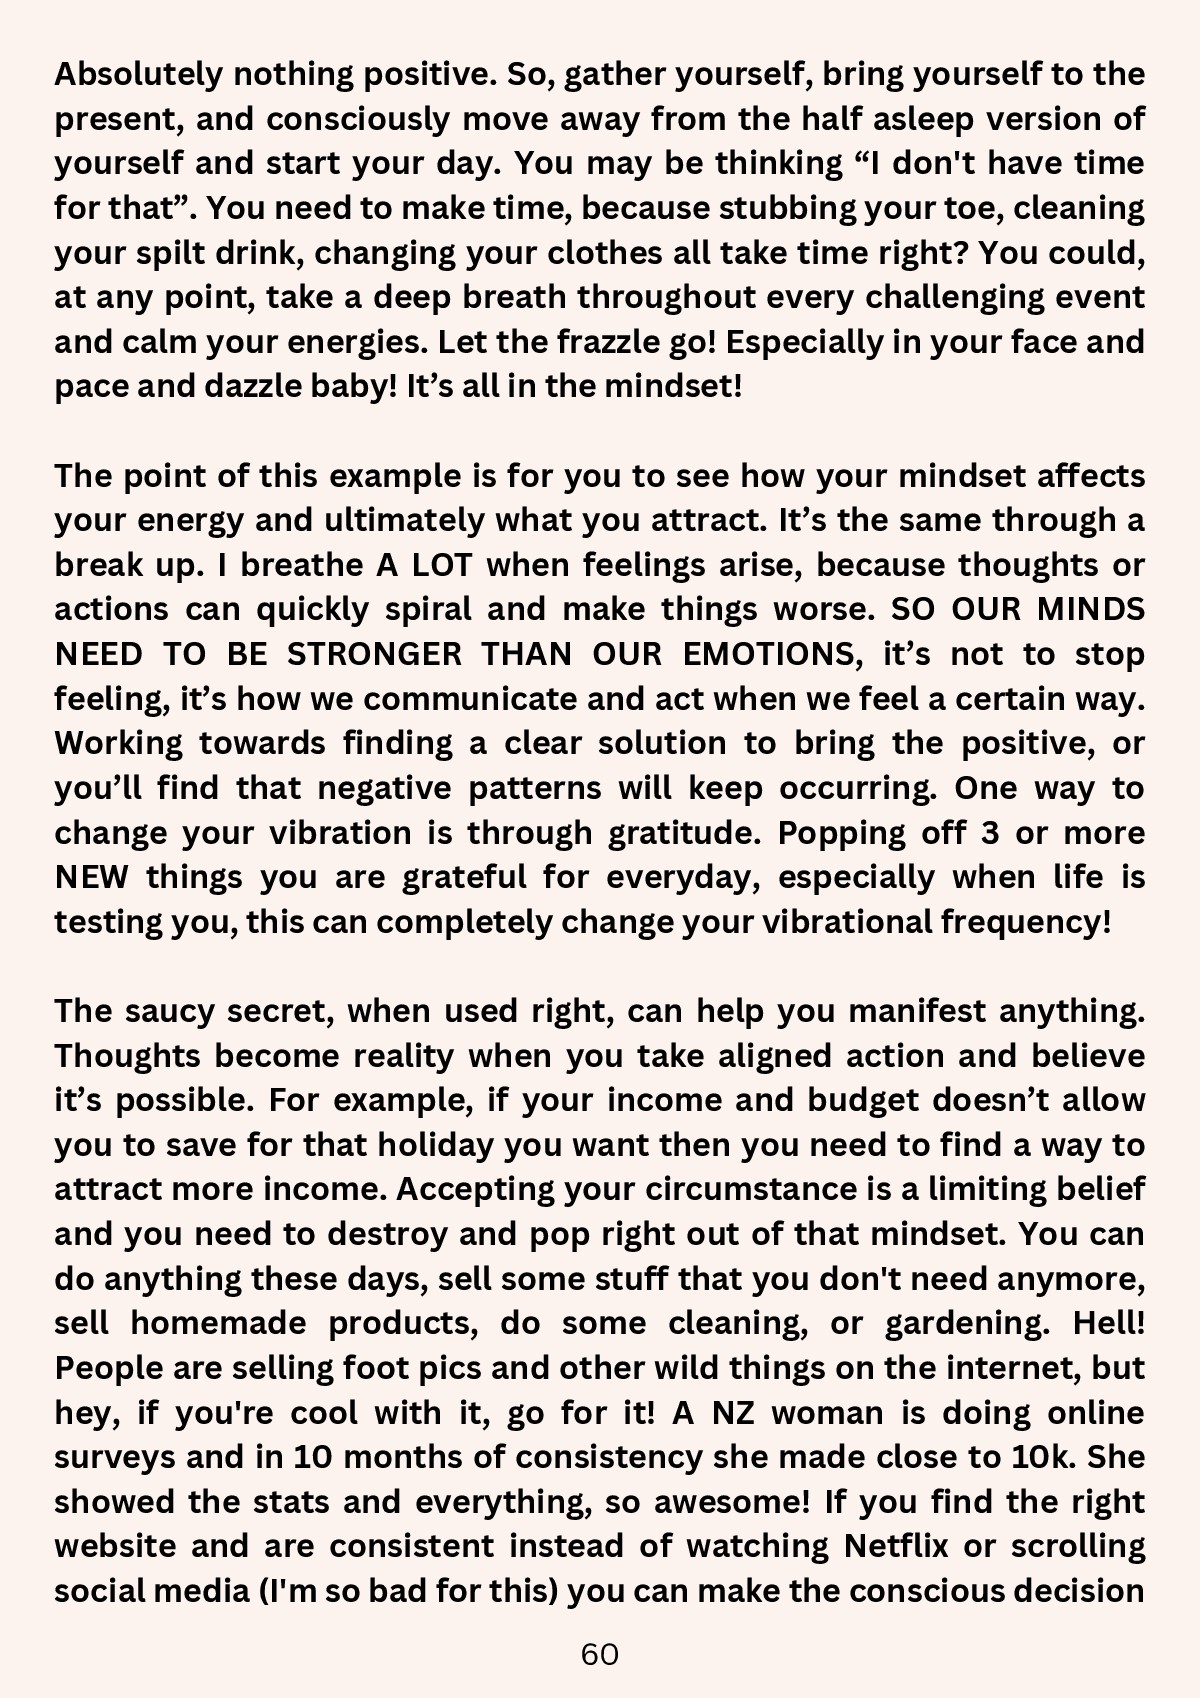 Absolutely nothing positive. So, gather yourself, bring yourself to the
present, and consciously move away from the half asleep version of
yourself and start your day. You may be thinking “I don't have time
for that”. You need to make time, because stubbing your toe, cleaning
your spilt drink, changing your clothes all take time right? You could,
at any point, take a deep breath throughout every challenging event
and calm your energies. Let the frazzle go! Especially in your face and
pace and dazzle baby! It’s all in the mindset!

The point of this example is for you to see how your mindset affects
your energy and ultimately what you attract. It’s the same through a
break up. I breathe A LOT when feelings arise, because thoughts or
actions can quickly spiral and make things worse. SO OUR MINDS
NEED TO BE STRONGER THAN OUR EMOTIONS, it’s not to stop
feeling, it’s how we communicate and act when we feel a certain way.
Working towards finding a clear solution to bring the positive, or
you’ll find that negative patterns will keep occurring. One way to
change your vibration is through gratitude. Popping off 3 or more
NEW things you are grateful for everyday, especially when life is
testing you, this can completely change your vibrational frequency!

The saucy secret, when used right, can help you manifest anything.
Thoughts become reality when you take aligned action and believe
it’s possible. For example, if your income and budget doesn’t allow
you to save for that holiday you want then you need to find a way to
attract more income. Accepting your circumstance is a limiting belief
and you need to destroy and pop right out of that mindset. You can
do anything these days, sell some stuff that you don't need anymore,
sell homemade products, do some cleaning, or gardening. Hell!
People are selling foot pics and other wild things on the internet, but
hey, if you're cool with it, go for it! A NZ woman is doing online
surveys and in 10 months of consistency she made close to 10k. She
showed the stats and everything, so awesome! If you find the right
website and are consistent instead of watching Netflix or scrolling
social media (I'm so bad for this) you can make the conscious decision
60